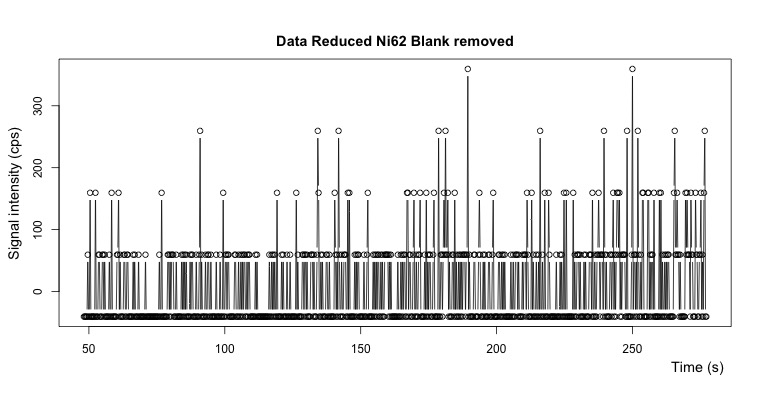 Data Reduced Ni62 Blank removed
Signal intensity (cps)
300
200
100
0
50 100 150 200 250
Time (s)